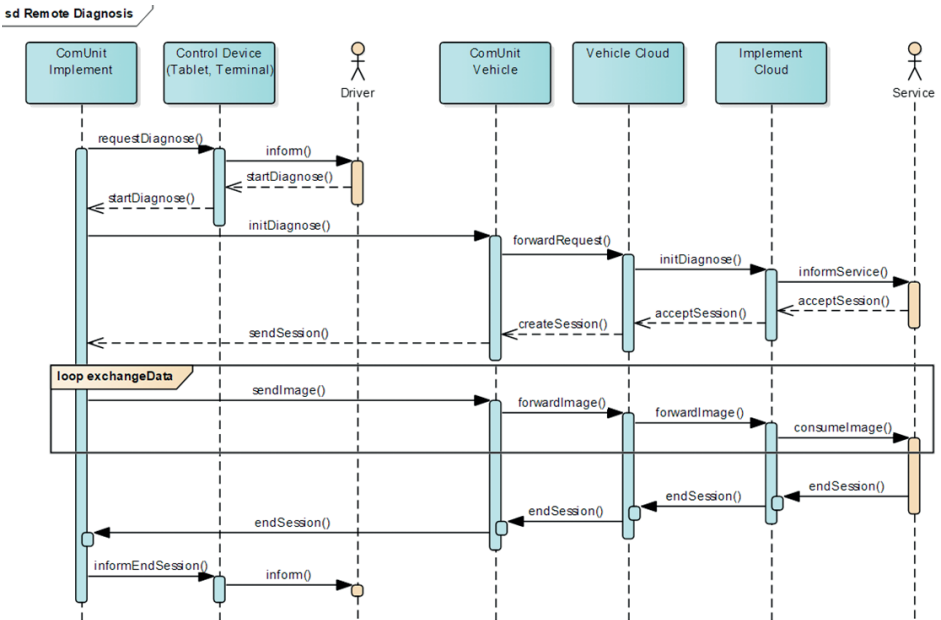 sd Remote Diagnosis
ComUnit
Implement
Control Device
(Tablet, Terminal)
Driver
ComUnit
Vehicle
Vehicle Cloud
Implement
Cloud
Service
requestDiagnose()
inform()
startDiagnose()
startDiagnose()
initDiagnose()
forwardRequest()
initDiagnose()
informService()
acceptSession()
acceptSession()
createSession()
sendSession()
loop exchangeData
sendImage()
forwardImage()
forwardImage()
consumeImage()
endSession()
endSession()
endSession()
endSession()
informEndSession()
inform()